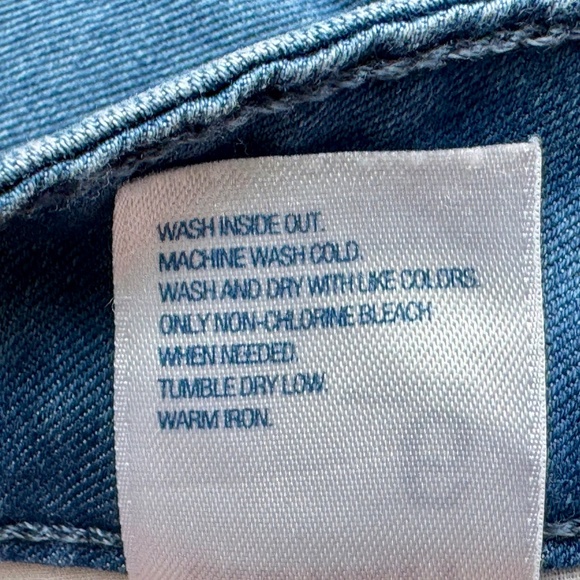 WASH INSIDE OUT.
MACHINE WASH COLD.
WASH AND DRY WITH LIKE COLORS.
ONLY NON-CHLORINE BLEACH
WHEN NEEDED.
TUMBLE DRY LOW.
WARM IRON.